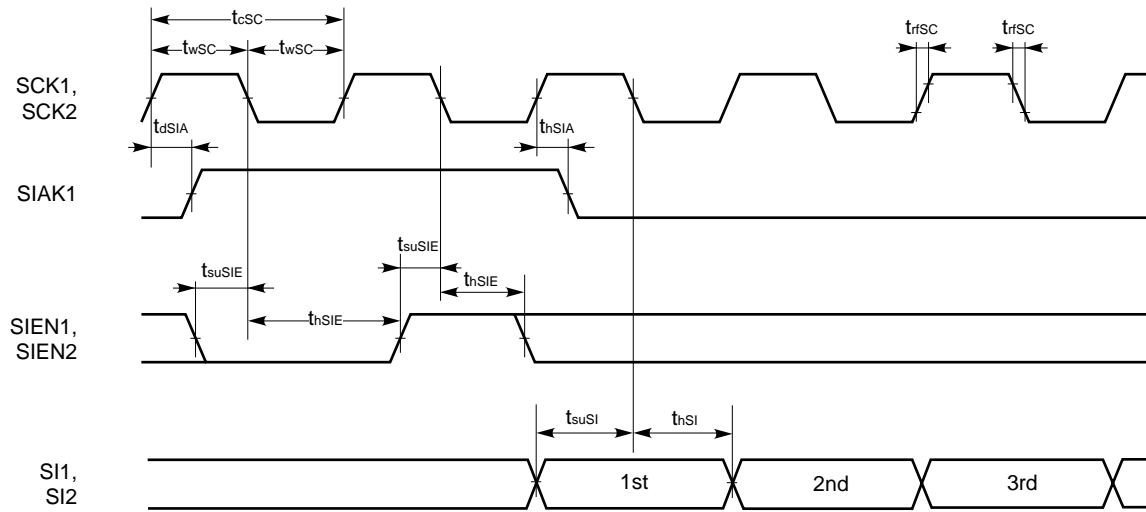 tcSC
twSC twSC trfSC trfSC
SCK1,
SCK2
tdSIA thSIA
SIAK1
tsuSIE
tsuSIE thSIE
SIEN1,
SIEN2
thSIE
tsuSI thSI
SI1,
SI2
1st 2nd 3rd